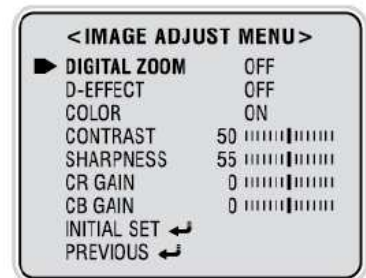 <IMAGE ADJUST MENU>
DIGITAL ZOOM OFF
D-EFFECT OFF
COLOR ON
CONTRAST 50
SHARPNESS 55
CR GAIN 0
CB GAIN 0
INITIAL SET ↵
PREVIOUS ↵